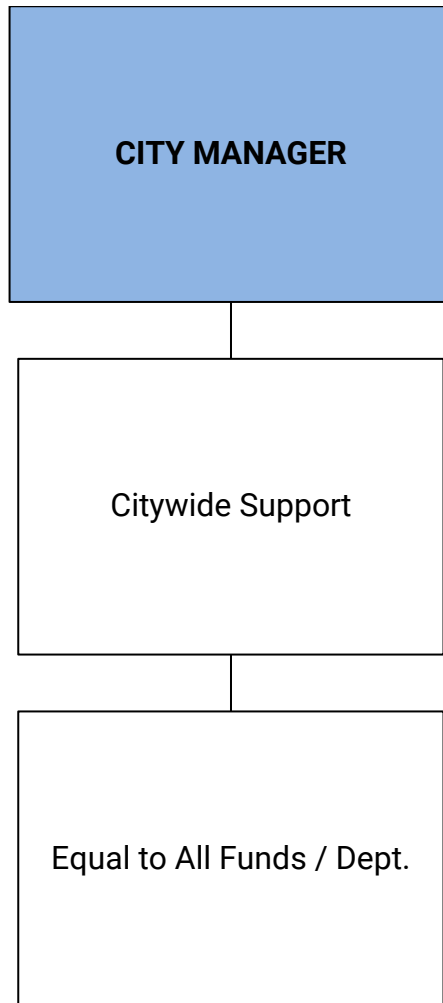 CITY MANAGER
Citywide Support
Equal to All Funds / Dept.